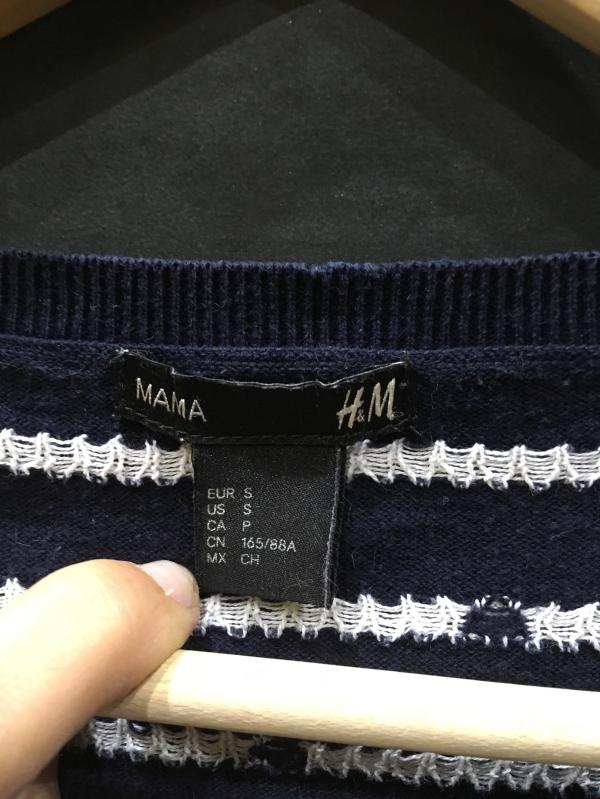 MAMA H&M
EUR S
US S
CA P
CN 165/88A
MX CH